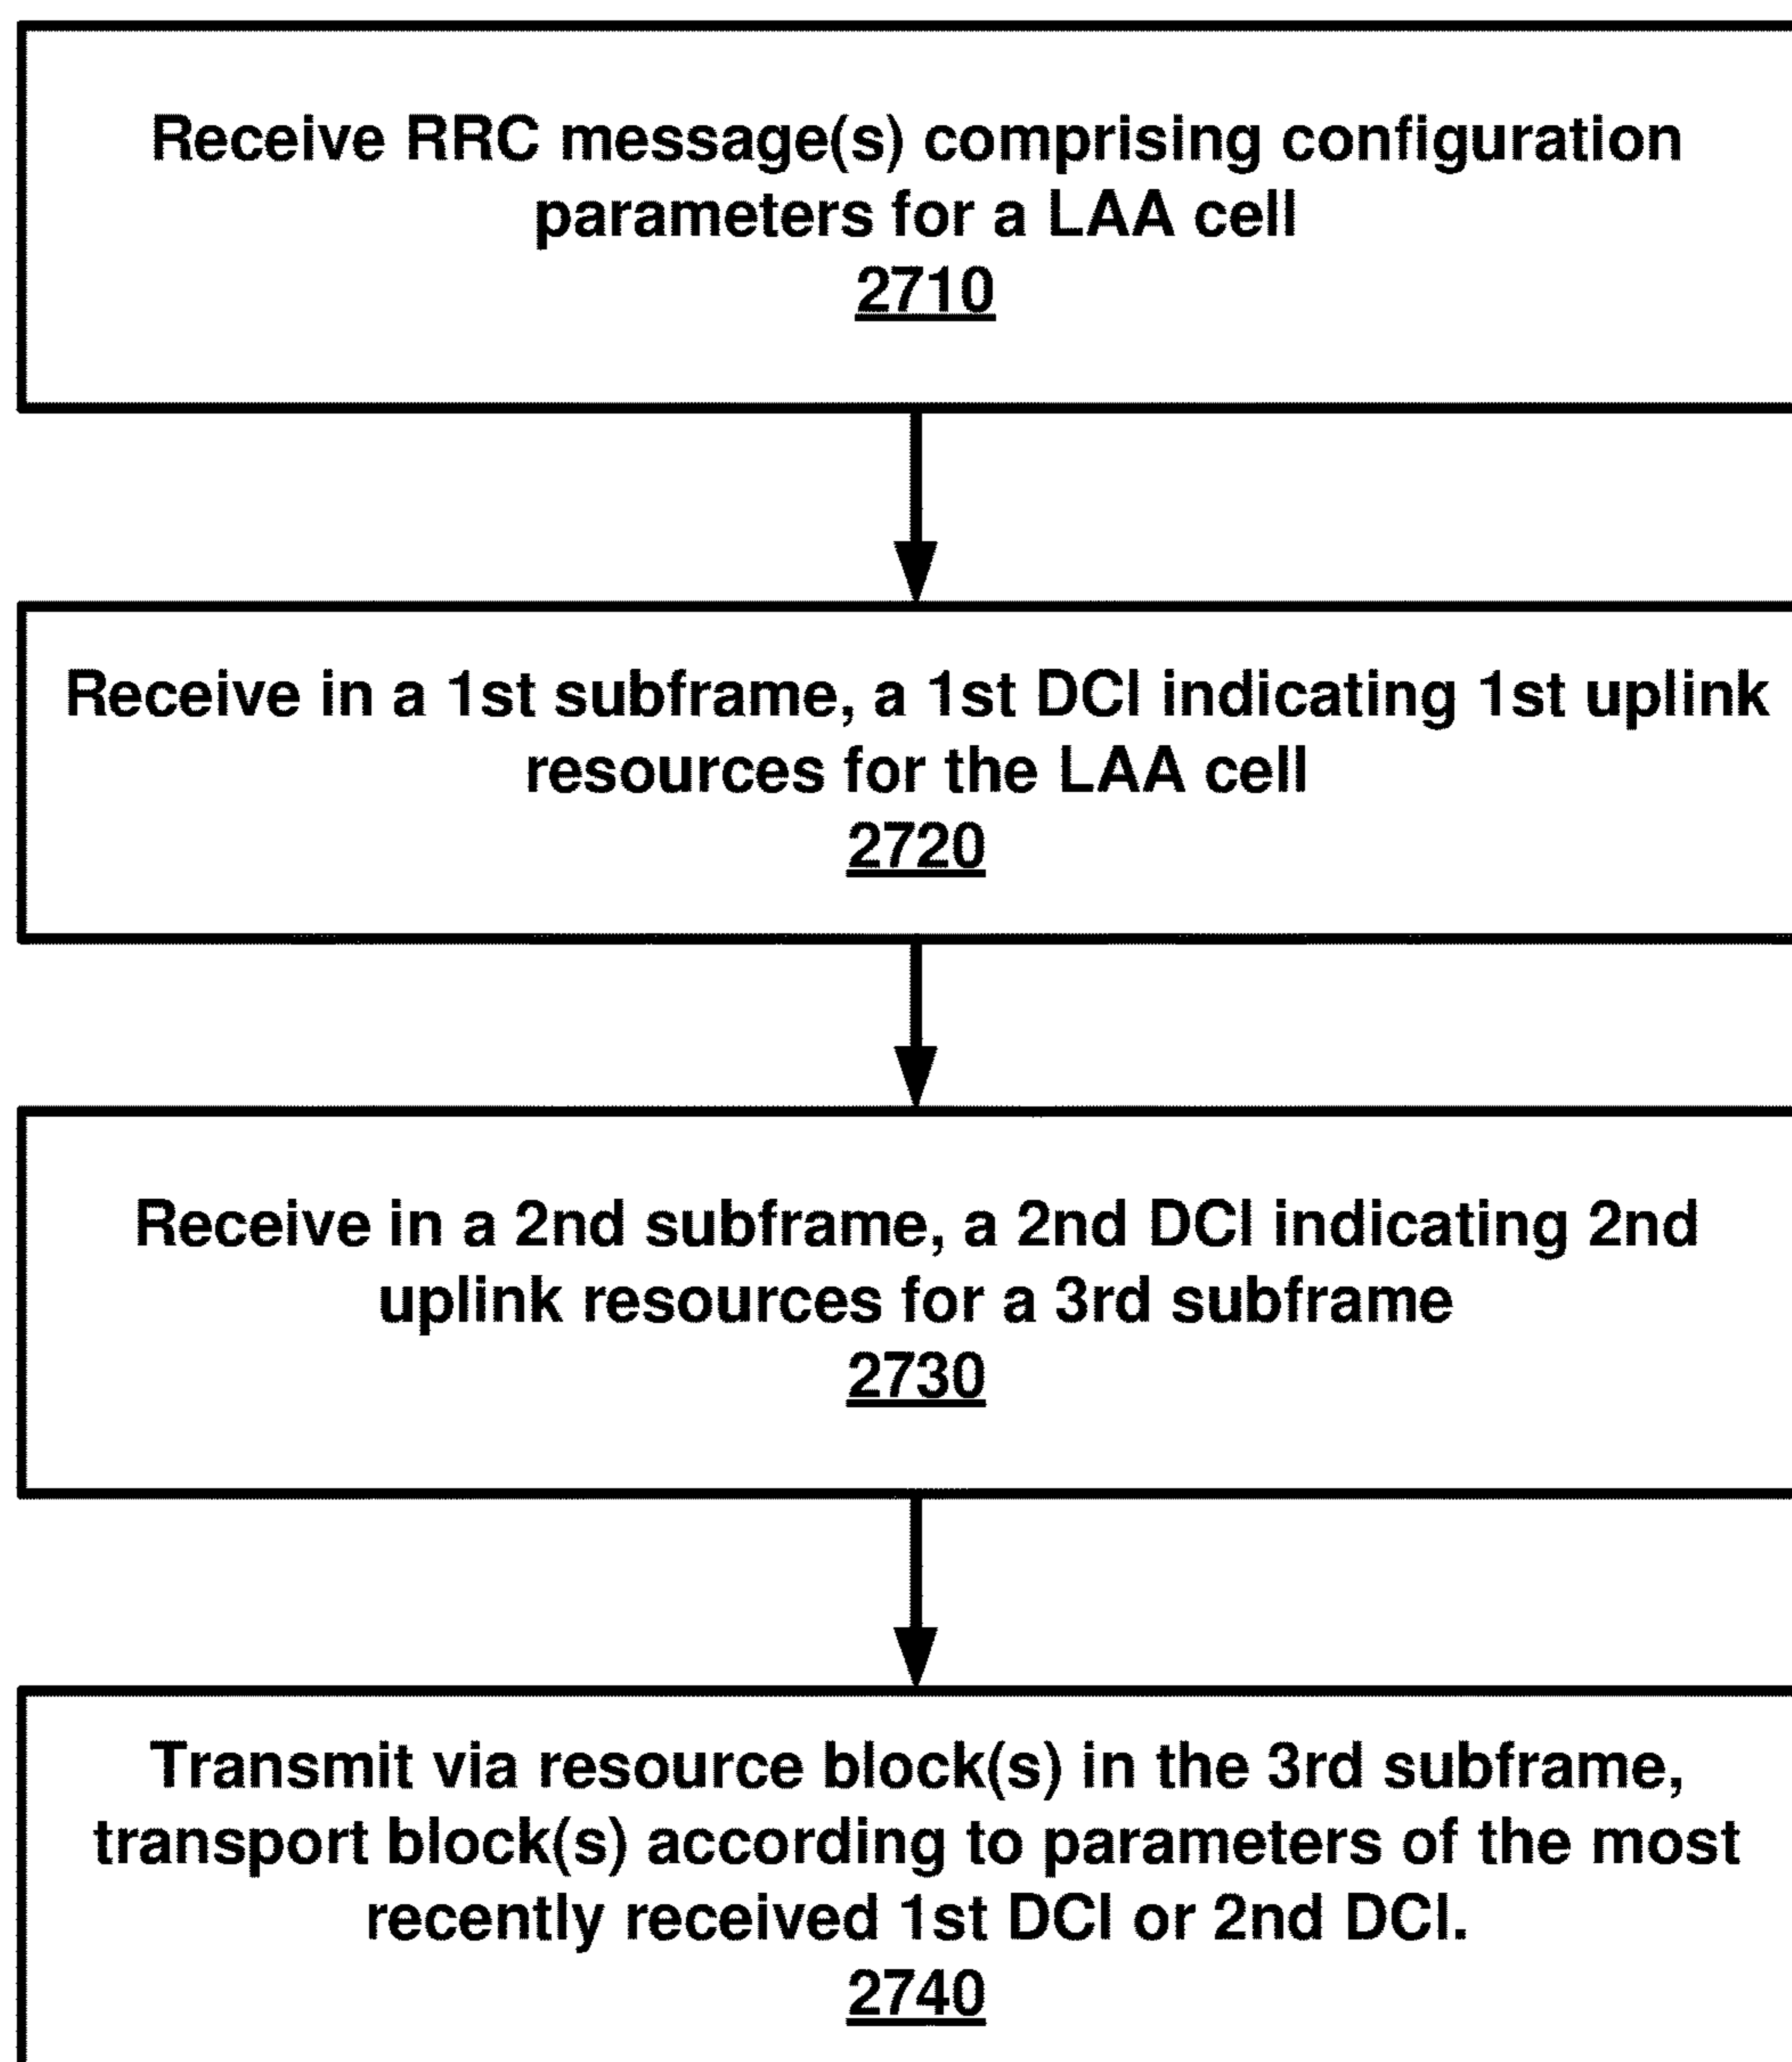 Receive RRC message(s) comprising configuration
parameters for a LAA cell
2710
Receive in a 1st subframe, a 1st DCI indicating 1st uplink
resources for the LAA cell
2720
Receive in a 2nd subframe, a 2nd DCI indicating 2nd
uplink resources for a 3rd subframe
2730
Transmit via resource block(s) in the 3rd subframe,
transport block(s) according to parameters of the most
recently received 1st DCI or 2nd DCI.
2740